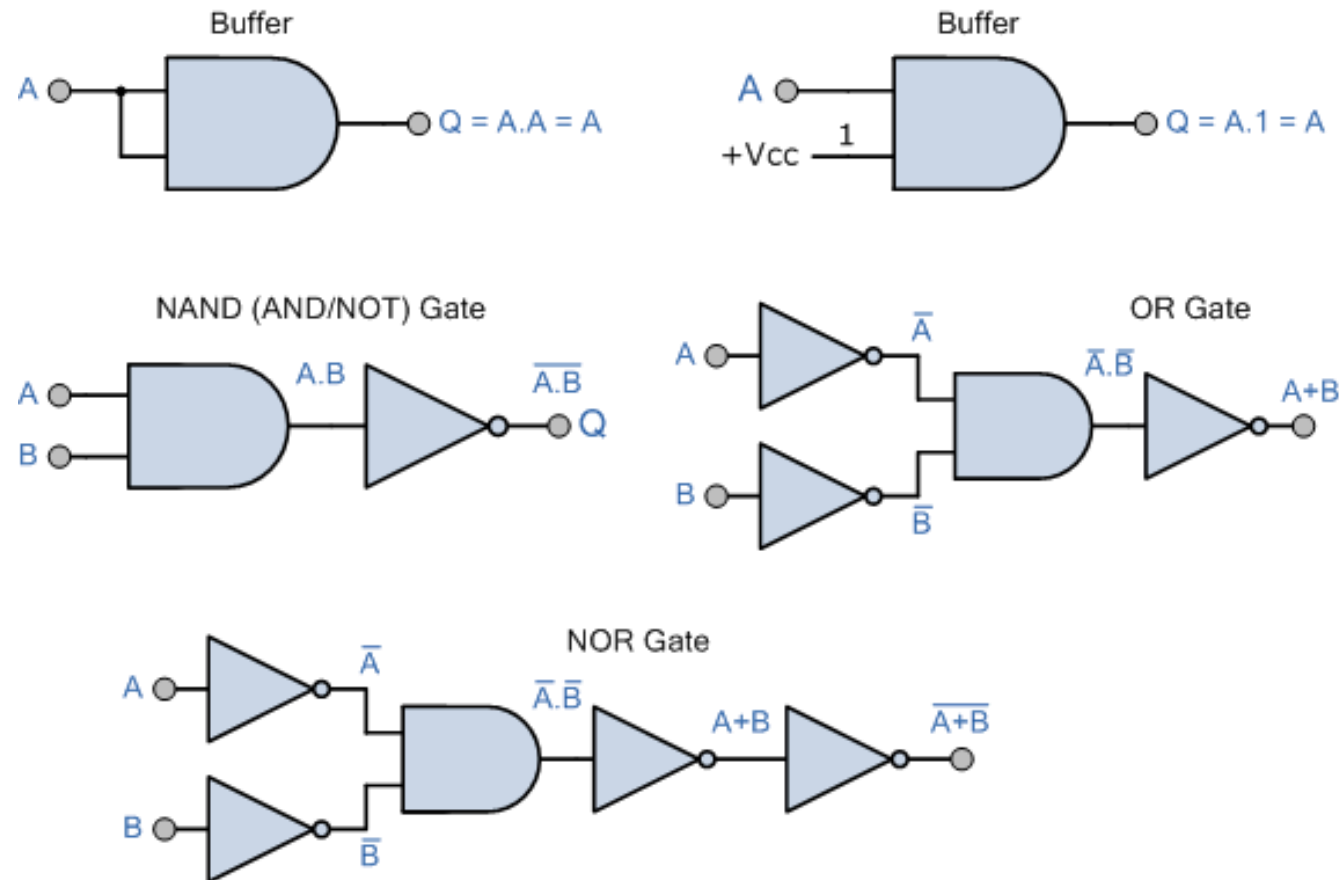 Buffer
A
Q = A.A = A
Buffer
A
+Vcc
1
Q = A.1 = A
NAND (AND/NOT) Gate
A
B
A.B
A̅.̅B̅
Q
OR Gate
A
B
A̅
B̅
A̅.B̅
A+B
NOR Gate
A
B
A̅
B̅
A̅.B̅
A+B
A̅+̅B̅